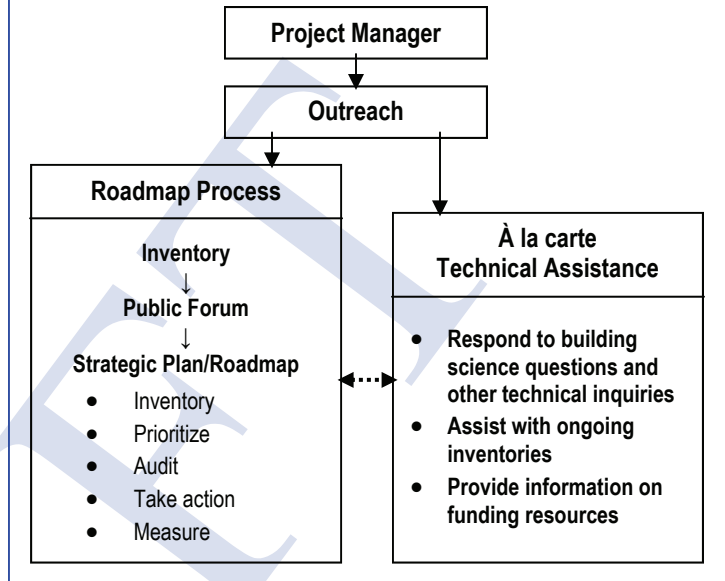 Project Manager
Outreach
Roadmap Process
Inventory
↓
Public Forum
↓
Strategic Plan/Roadmap
• Inventory
• Prioritize
• Audit
• Take action
• Measure
À la carte
Technical Assistance
• Respond to building
science questions and
other technical inquiries
• Assist with ongoing
inventories
• Provide information on
funding resources